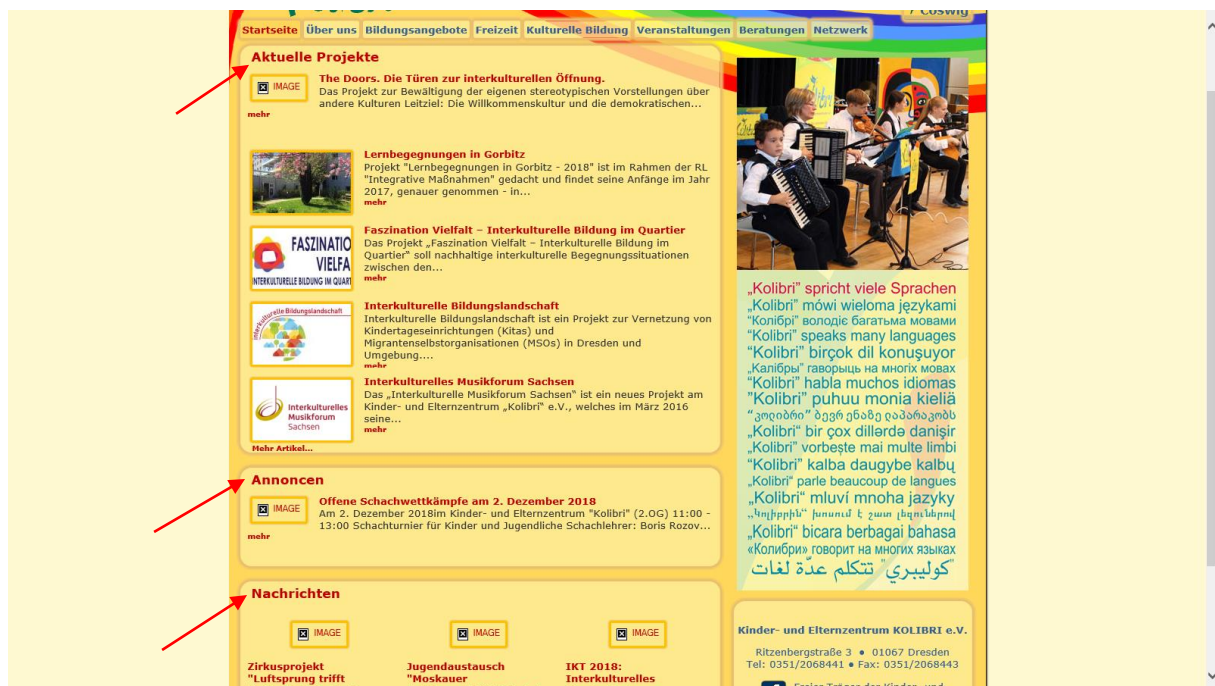 7 Coswig
Startseite Über uns Bildungsangebote Freizeit Kulturelle Bildung Veranstaltungen Beratungen Netzwerk
Aktuelle Projekte
IMAGE
The Doors. Die Türen zur interkulturellen Öffnung.
Das Projekt zur Bewältigung der eigenen stereotypischen Vorstellungen über
andere Kulturen Leitziel: Die Willkommenskultur und die demokratischen...
mehr
Lernbegegnungen in Gorbitz
Projekt "Lernbegegnungen in Gorbitz - 2018" ist im Rahmen der RL
"Integrative Maßnahmen" gedacht und findet seine Anfänge im Jahr
2017, genauer genommen - in...
mehr
FASZINATIO
VIELFA
INTERKULTURELLE BILDUNG IM QUART
Faszination Vielfalt – Interkulturelle Bildung im Quartier
Das Projekt „Faszination Vielfalt – Interkulturelle Bildung im
Quartier“ soll nachhaltige interkulturelle Begegnungssituationen
zwischen den...
mehr
Interkulturelle Bildungslandschaft
Interkulturelle Bildungslandschaft
Interkulturelle Bildungslandschaft ist ein Projekt zur Vernetzung von
Kindertageseinrichtungen (Kitas) und
Migrantenselbstorganisationen (MSOs) in Dresden und
Umgebung....
mehr
Interkulturelles
Musikforum
Sachsen
Interkulturelles Musikforum Sachsen
Das „Interkulturelle Musikforum Sachsen“ ist ein neues Projekt am
Kinder- und Elternzentrum „Kolibri“ e.V., welches im März 2016
seine...
mehr
Mehr Artikel...
Annoncen
IMAGE
Offene Schachwettkämpfe am 2. Dezember 2018
Am 2. Dezember 2018im Kinder- und Elternzentrum "Kolibri" (2.OG) 11:00 -
13:00 Schachturnier für Kinder und Jugendliche Schachlehrer: Boris Rozov...
mehr
Nachrichten
IMAGE IMAGE IMAGE
Zirkusprojekt
"Luftsprung trifft
Jugendaustausch
"Moskauer
IKT 2018:
Interkulturelles
„Kolibri” spricht viele Sprachen
„Kolibri” mówi wieloma językami
“Колібрі” володіє багатьма мовами
“Kolibri” speaks many languages
“Kolibri” birçok dil konuşuyor
„Калібры” гаворыць на многіх мовах
“Kolibri” habla muchos idiomas
"Kolibri” puhuu monia kieliä
“კოლიბრი” ბევრ ენაზე ლაპარაკობს
„Kolibri“ bir çox dillərdə danişir
„Kolibri” vorbește mai multe limbi
“Kolibri” kalba daugybe kalbų
„Kolibri“ parle beaucoup de langues
„Kolibri“ mluví mnoha jazyky
„Կոլիբրին“ խոսում է շատ լեզուներով
„Kolibri“ bicara berbagai bahasa
«Колибри» говорит на многих языках
"كوليبري" تتكلم عدّة لغات
Kinder- und Elternzentrum KOLIBRI e.V.
Ritzenbergstraße 3 ● 01067 Dresden
Tel: 0351/2068441 ● Fax: 0351/2068443
Freier Träger der Kinder- und